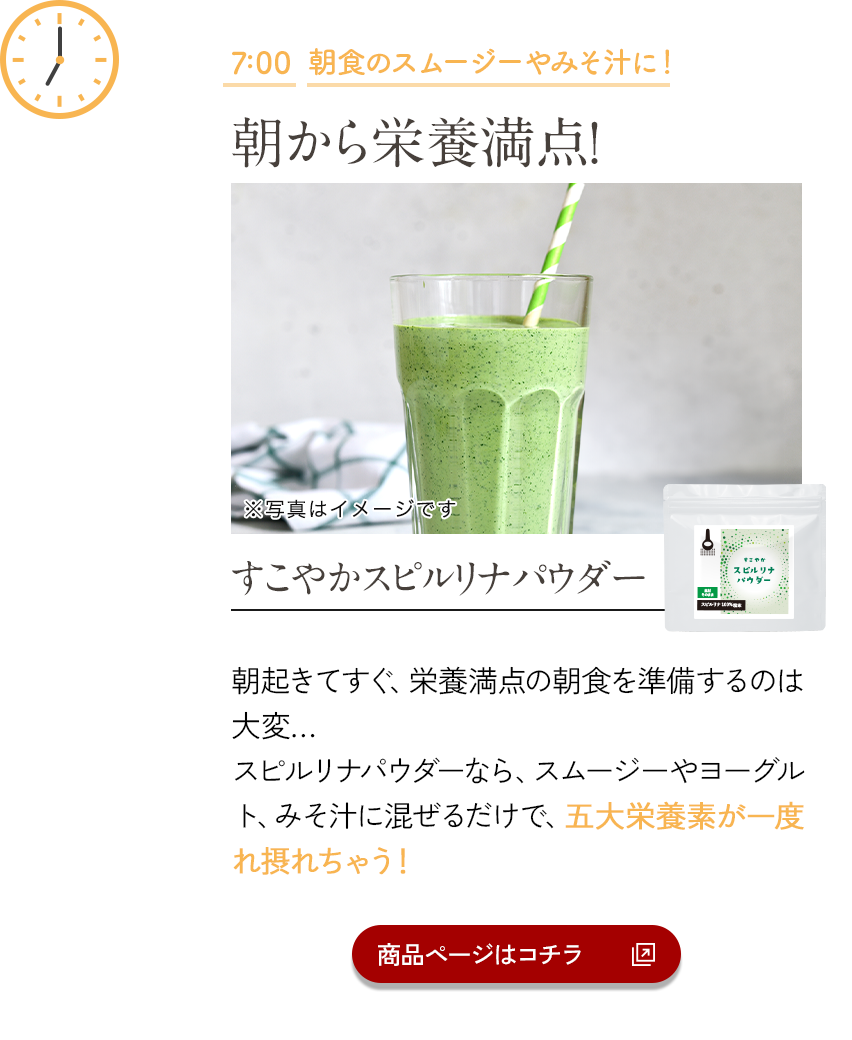 7:00 朝食のスムージーやみそ汁に!
朝から栄養満点!
※写真はイメージです
すこやかスピルリナパウダー
すこやか
スピルリナ
パウダー
スピルリナ 100%
朝起きてすぐ、栄養満点の朝食を準備するのは
大変…
スピルリナパウダーなら、スムージーやヨーグル
ト、みそ汁に混ぜるだけで、五大栄養素が一度
れ摂れちゃう!
商品ページはコチラ